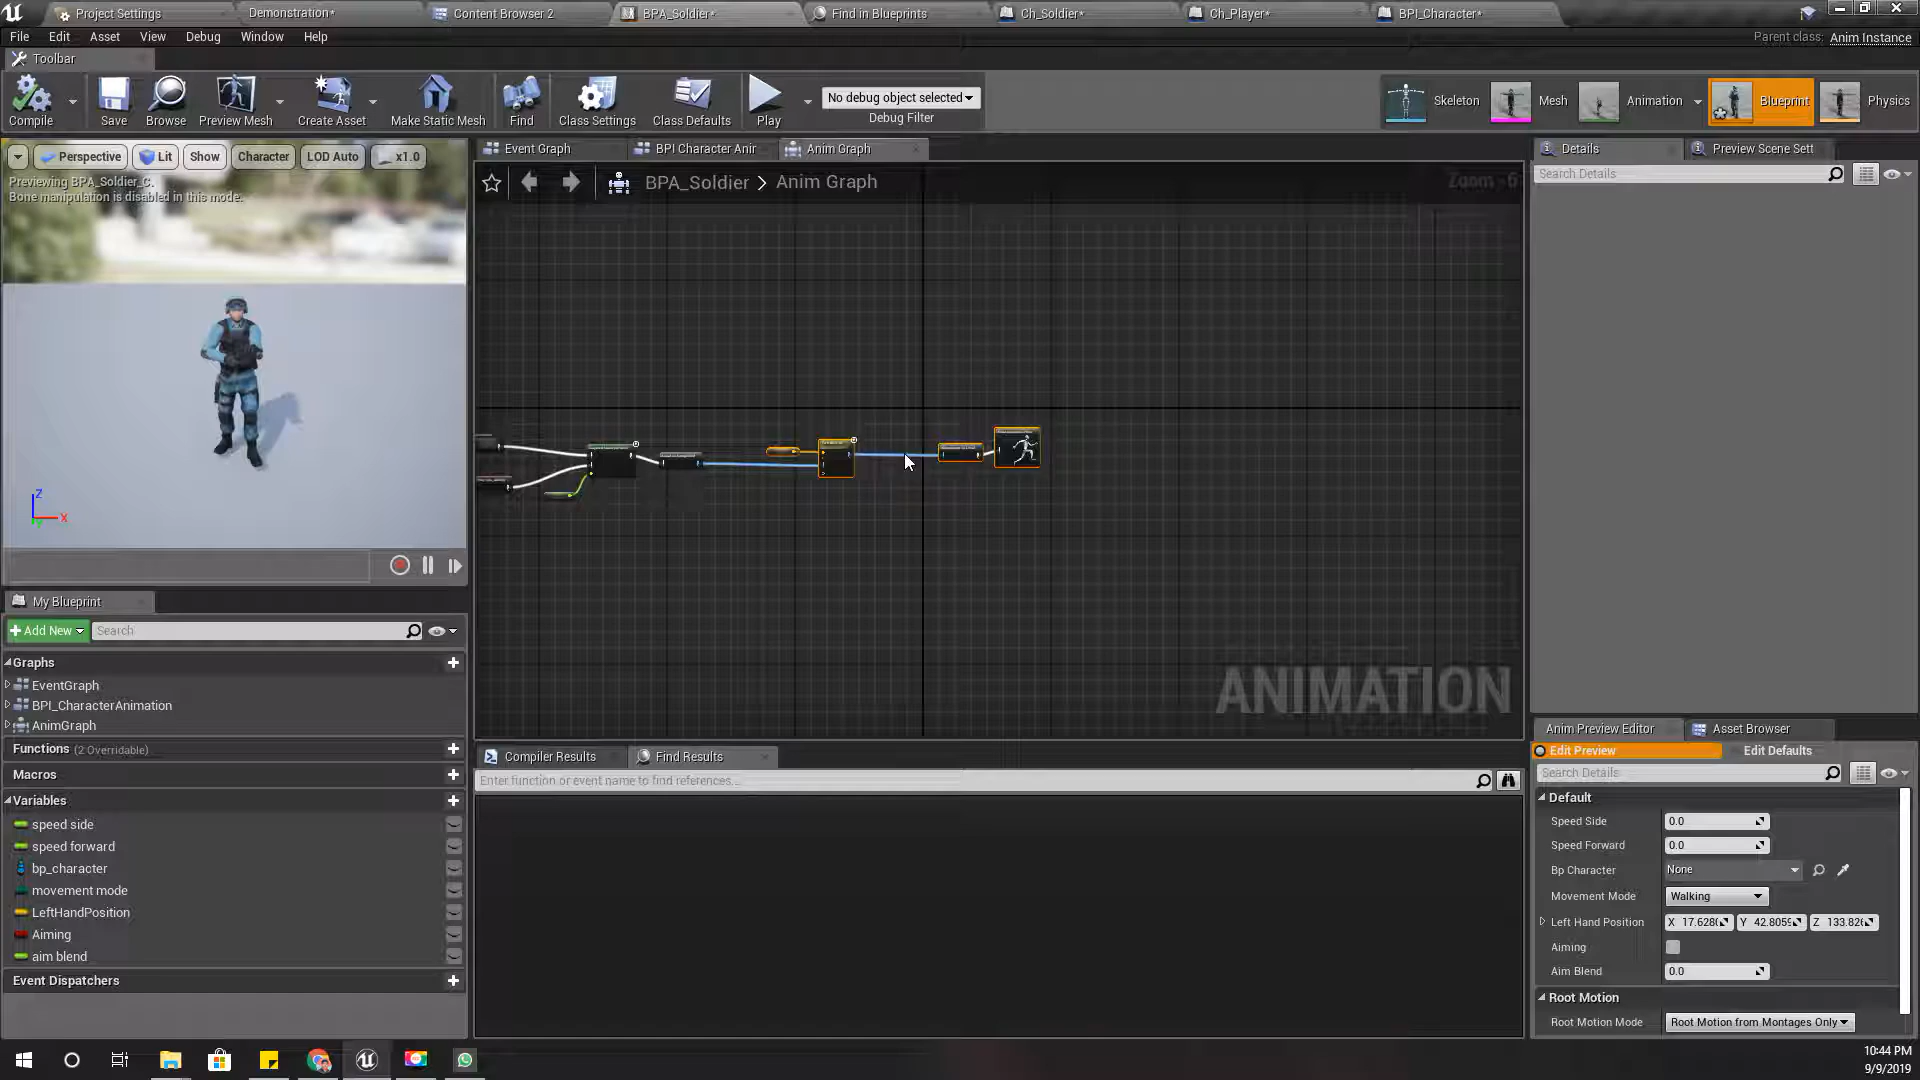 Project Settings
Demonstration*
Content Browser 2
BPA_Soldier*
Find in Blueprints
Ch_Soldier*
Ch_Player*
BPI_Character*
File
Edit
Asset
View
Debug
Window
Help
Parent class:
Anim Instance
Toolbar
Compile
Save
Browse
Preview Mesh
Create Asset
Make Static Mesh
Find
Class Settings
Class Defaults
Play
No debug object selected
Debug Filter
Skeleton
Mesh
Animation
Blueprint
Physics
Perspective
Lit
Show
Character
LOD Auto
x1.0
Previewing BPA_Soldier_C.
Bone manipulation is disabled in this mode.
Event Graph
BPI Character Anir
Anim Graph
BPA_Soldier > Anim Graph
Zoom -6
Details
Preview Scene Sett
Search Details
Z
X
Y
ANIMATION
My Blueprint
Add New
Search
Graphs
EventGraph
BPI_CharacterAnimation
AnimGraph
Functions (2 Overridable)
Macros
Variables
speed side
speed forward
bp_character
movement mode
LeftHandPosition
Aiming
aim blend
Event Dispatchers
Compiler Results
Find Results
Enter function or event name to find references...
Anim Preview Editor
Asset Browser
Edit Preview
Edit Defaults
Search Details
Default
Speed Side
0.0
Speed Forward
0.0
Bp Character
None
Movement Mode
Walking
Left Hand Position
X 17.628(
Y 42.805
Z 133.82
Aiming
Aim Blend
0.0
Root Motion
Root Motion Mode
Root Motion from Montages Only
10:44 PM
9/9/2019